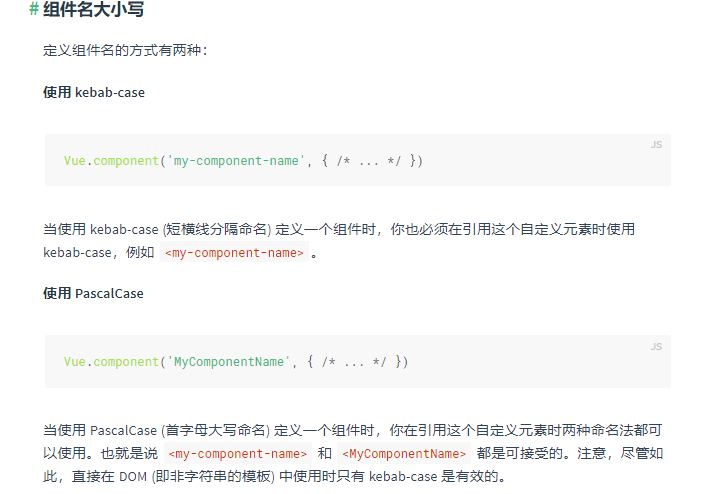 # 组件名大小写
定义组件名的方式有两种：
使用 kebab-case
JS
Vue.component('my-component-name', { /* ... */ })
当使用 kebab-case (短横线分隔命名) 定义一个组件时，你也必须在引用这个自定义元素时使用
kebab-case，例如 <my-component-name> 。
使用 PascalCase
JS
Vue.component('MyComponentName', { /* ... */ })
当使用 PascalCase (首字母大写命名) 定义一个组件时，你在引用这个自定义元素时两种命名法都可
以使用。也就是说 <my-component-name> 和 <MyComponentName> 都是可接受的。注意，尽管如
此，直接在 DOM (即非字符串的模板) 中使用时只有 kebab-case 是有效的。